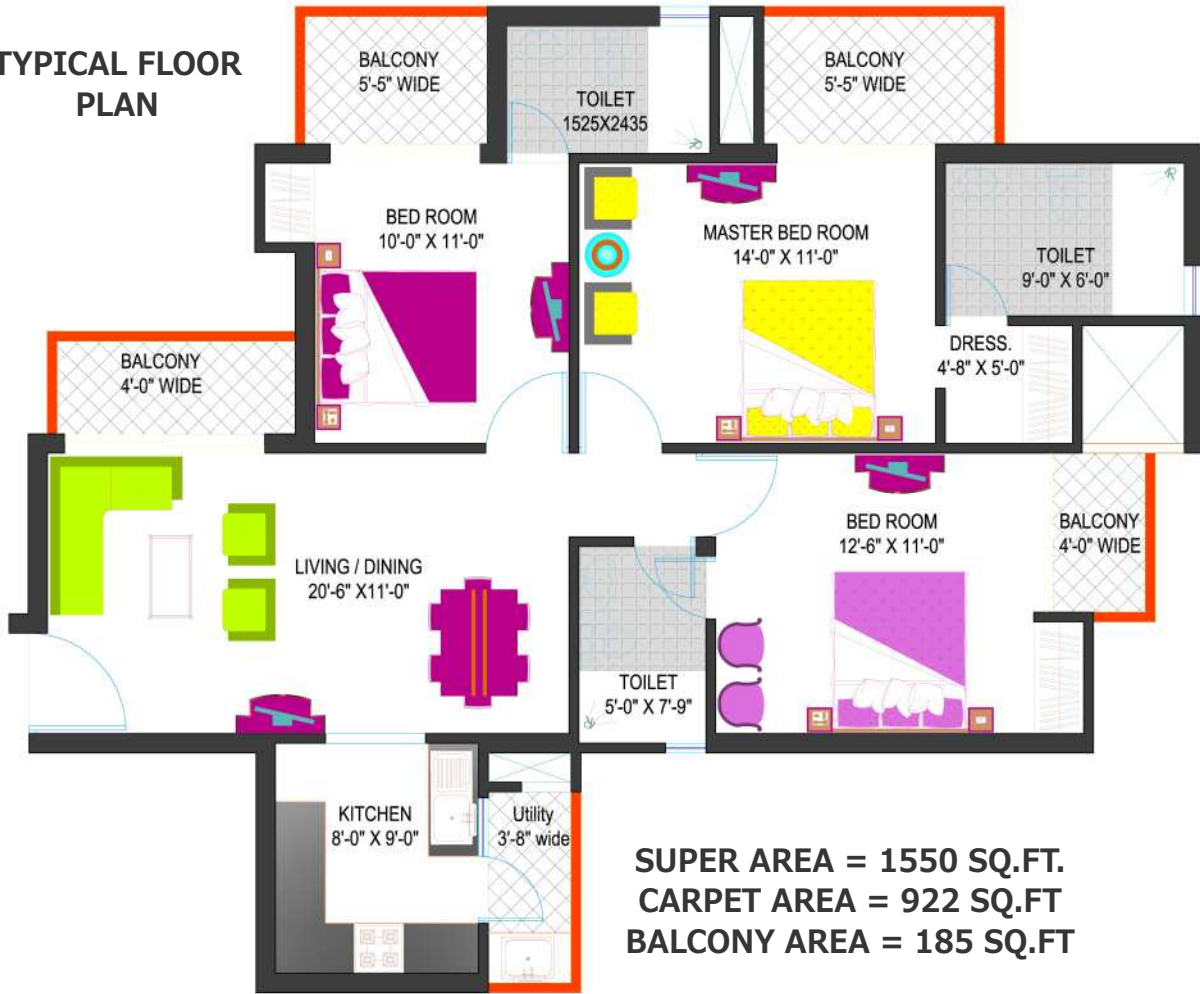 TYPICAL FLOOR
PLAN
BALCONY
5'-5" WIDE
TOILET
1525X2435
BALCONY
5'-5" WIDE
BED ROOM
10'-0" X 11'-0"
MASTER BED ROOM
14'-0" X 11'-0"
TOILET
9'-0" X 6'-0"
BALCONY
4'-0" WIDE
DRESS.
4'-8" X 5'-0"
LIVING / DINING
20'-6" X11'-0"
BED ROOM
12'-6" X 11'-0"
BALCONY
4'-0" WIDE
TOILET
5'-0" X 7'-9"
KITCHEN
8'-0" X 9'-0"
Utility
3'-8" wide
SUPER AREA = 1550 SQ.FT.
CARPET AREA = 922 SQ.FT
BALCONY AREA = 185 SQ.FT